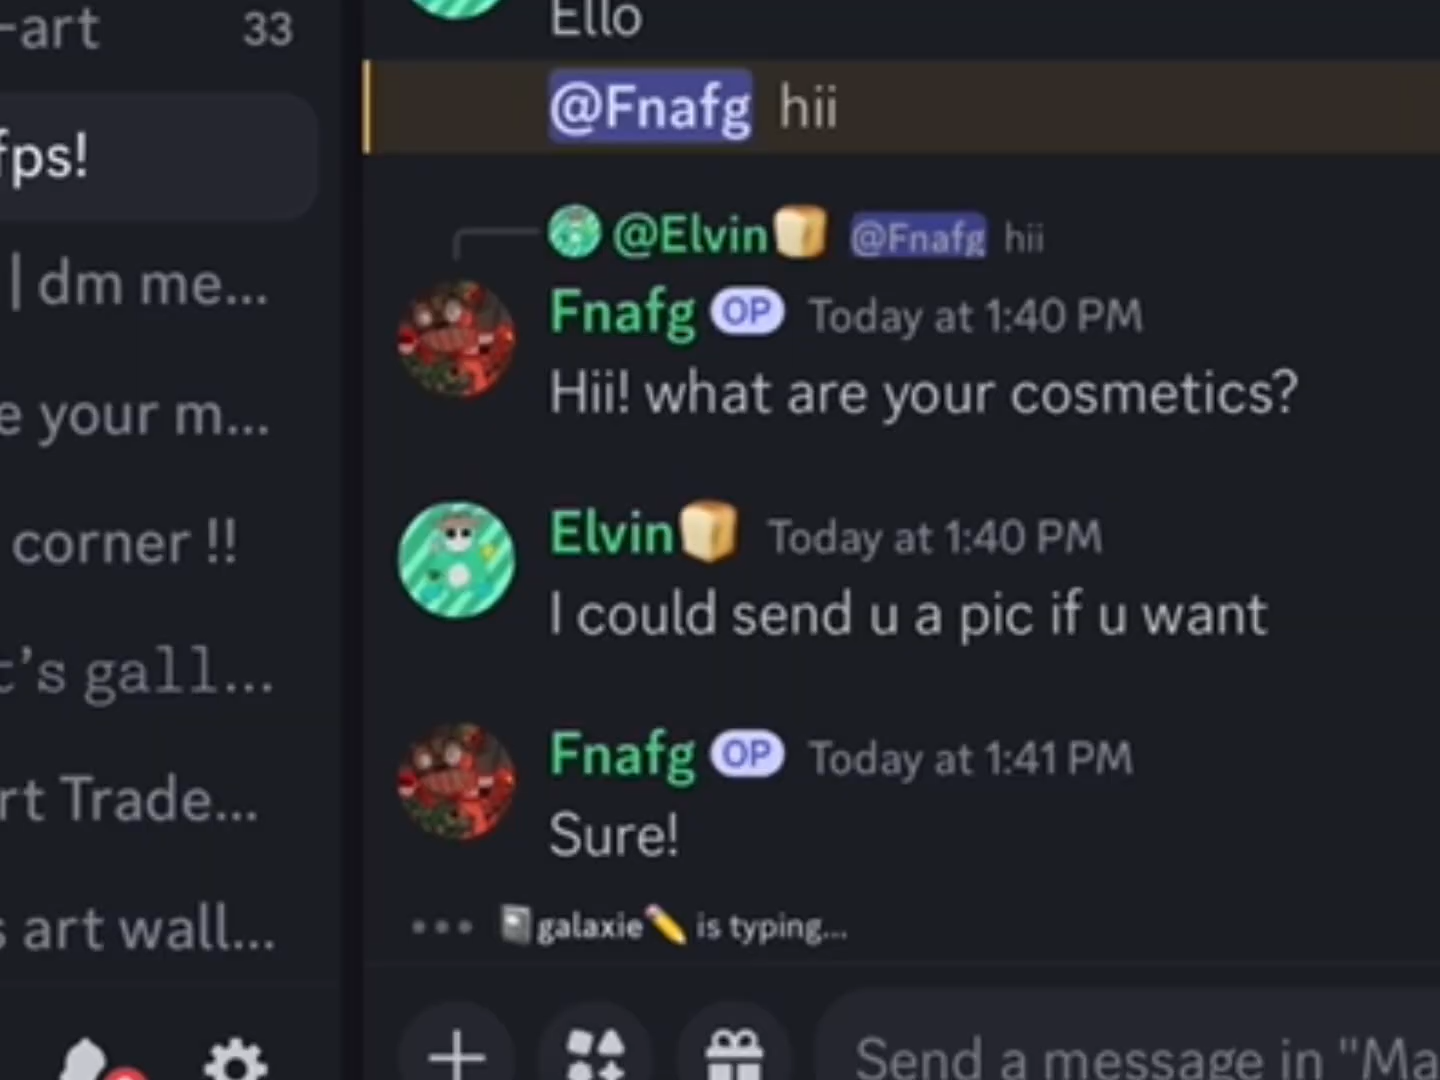 -art 33
fps!
| dm me...
e your m...
corner !!
t’s gall...
rt Trade...
s art wall...
Ello
@Fnafg hii
@Elvin🍞 @Fnafg hii
Fnafg OP Today at 1:40 PM
Hii! what are your cosmetics?
Elvin🍞 Today at 1:40 PM
I could send u a pic if u want
Fnafg OP Today at 1:41 PM
Sure!
📓galaxie✏️ is typing...
Send a message in "Ma